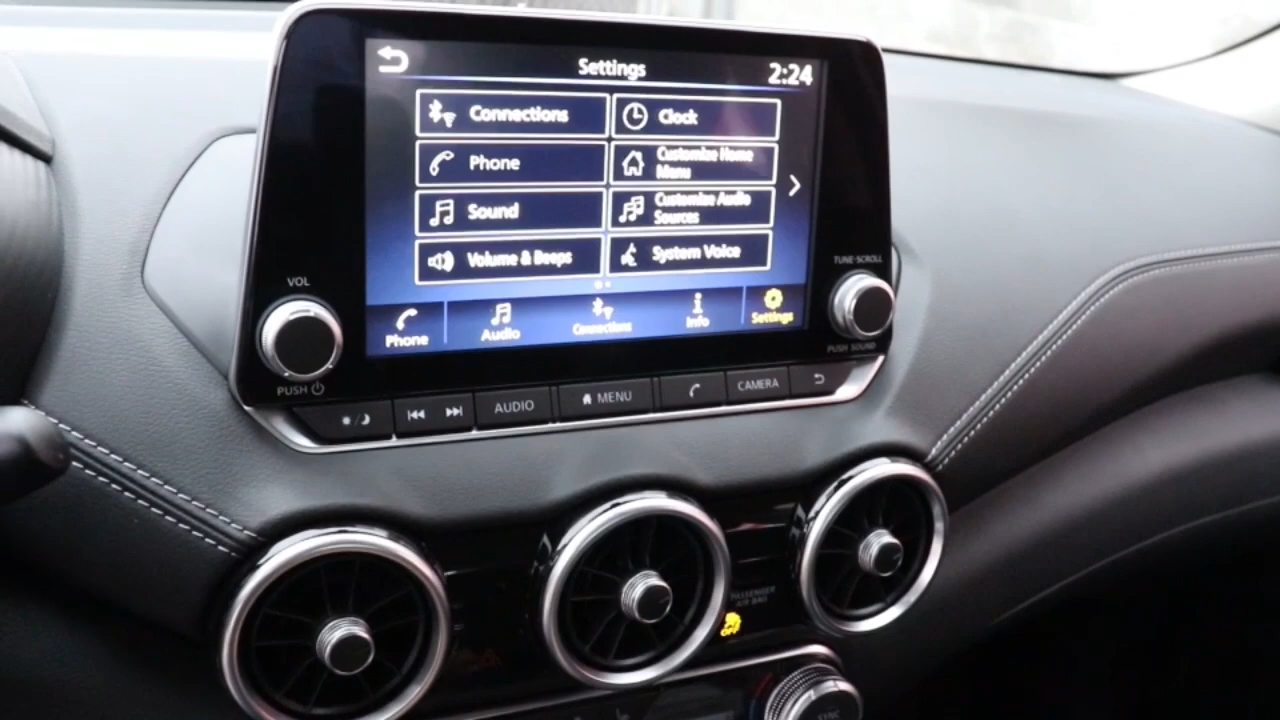 Settings
2:24
Connections
Clock
Phone
Customize Home
Menu
Sound
Customize Audio
Sources
Volume & Beeps
System Voice
Phone
Audio
Connections
Info
Settings
VOL
PUSH
TUNE·SCROLL
PUSH SOUND
AUDIO
MENU
CAMERA
PASSENGER
AIR BAG
OFF
SYNC